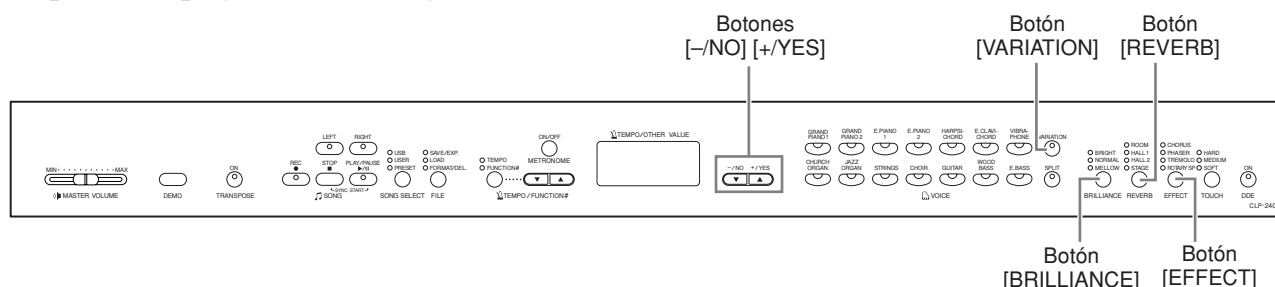 Botones
[–/NO] [+/YES]
Botón
[VARIATION]
Botón
[REVERB]
MIN
MAX
MASTER VOLUME
DEMO
ON
TRANSPOSE
LEFT
RIGHT
REC
STOP
PLAY/PAUSE
SYNC START
SONG
USB
USER
PRESET
SONG SELECT
SAVE/EXP.
LOAD
FORMAT/DEL.
FILE
TEMPO
FUNCTION#
ON/OFF
METRONOME
TEMPO/FUNCTION#
TEMPO/OTHER VALUE
–/NO +/YES
GRAND PIANO 1
GRAND PIANO 2
E.PIANO 1
E.PIANO 2
HARPSI-CHORD
E.CLAVI-CHORD
VIBRA-PHONE
VARIATION
CHURCH ORGAN
JAZZ ORGAN
STRINGS
CHOIR
GUITAR
WOOD BASS
E.BASS
SPLIT
VOICE
BRIGHT
NORMAL
MELLOW
BRILLIANCE
ROOM
HALL 1
HALL 2
STAGE
REVERB
CHORUS
PHASER
TREMOLO
ROTARY SP
EFFECT
HARD
MEDIUM
SOFT
TOUCH
ON
DDE
CLP-240
Botón
[BRILLIANCE]
Botón
[EFFECT]